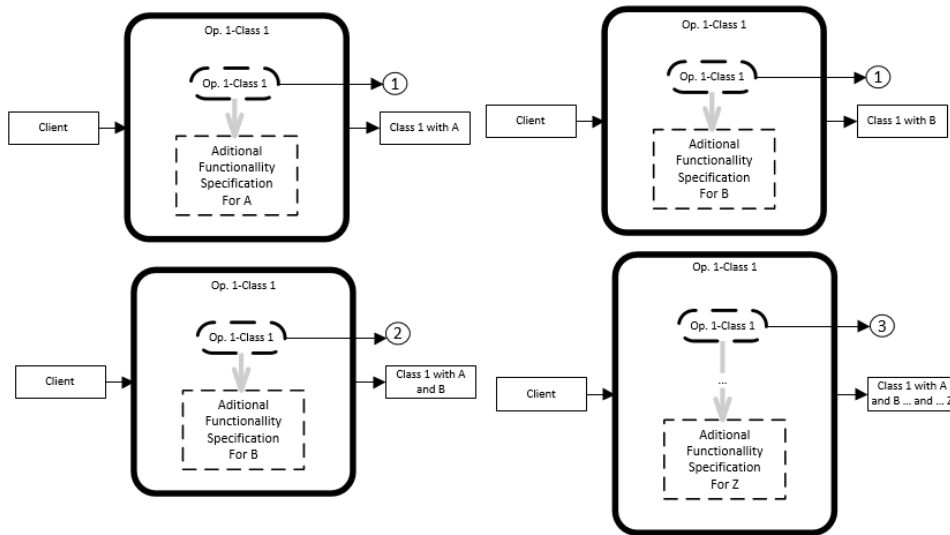 Op. 1-Class 1
Op. 1-Class 1
1
Client
Class 1 with A
Aditional
Functionallity
Specification
For A
Op. 1-Class 1
Op. 1-Class 1
1
Client
Class 1 with B
Aditional
Functionallity
Specification
For B
Op. 1-Class 1
Op. 1-Class 1
2
Client
Class 1 with A
and B
Aditional
Functionallity
Specification
For B
Op. 1-Class 1
Op. 1-Class 1
3
...
Client
Class 1 with A
and B ... and ... Z
Aditional
Functionallity
Specification
For Z